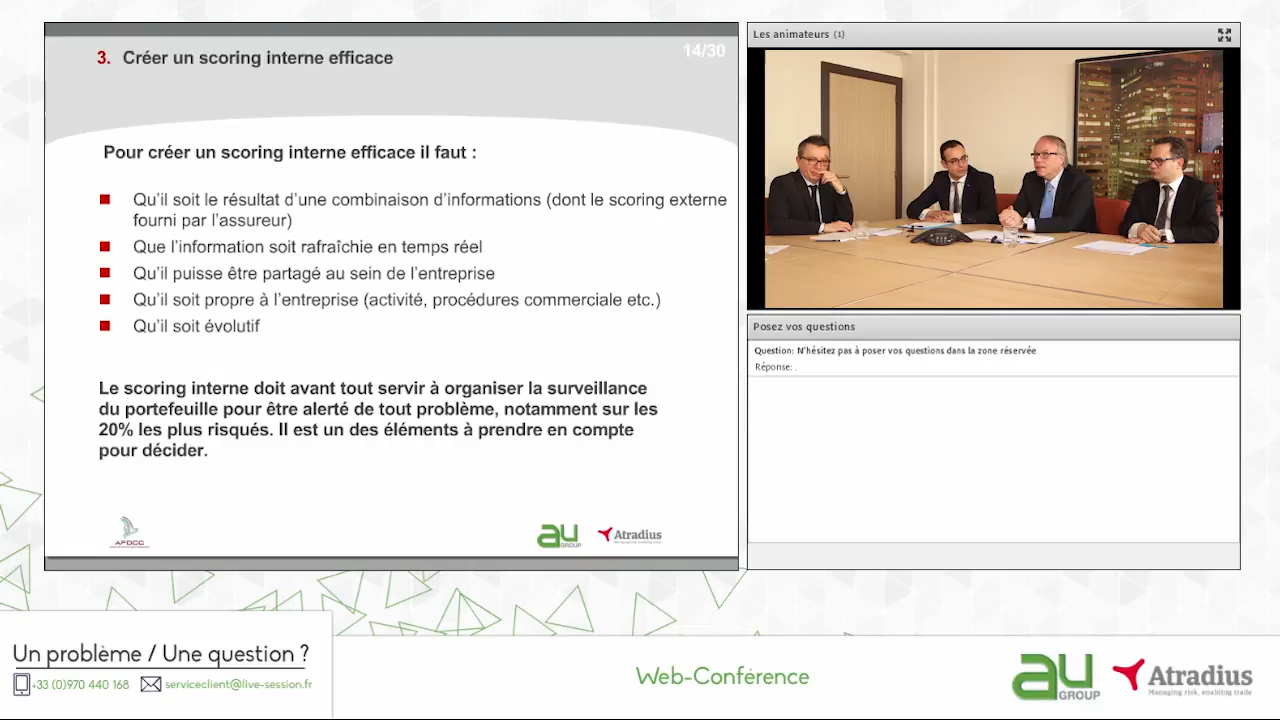 3. Créer un scoring interne efficace
14/30
Pour créer un scoring interne efficace il faut :
Qu'il soit le résultat d'une combinaison d'informations (dont le scoring externe
fourni par l'assureur)
Que l'information soit rafraîchie en temps réel
Qu'il puisse être partagé au sein de l'entreprise
Qu'il soit propre à l'entreprise (activité, procédures commerciale etc.)
Qu'il soit évolutif
Le scoring interne doit avant tout servir à organiser la surveillance
du portefeuille pour être alerté de tout problème, notamment sur les
20% les plus risqués. Il est un des éléments à prendre en compte
pour décider.
AFDCC
au
GROUP
Atradius
Les animateurs (1)
Posez vos questions
Question: N'hésitez pas à poser vos questions dans la zone réservée
Réponse: .
Un problème / Une question ?
+33 (0)970 440 168
serviceclient@live-session.fr
Web-Conférence
au
GROUP
Atradius
Managing risk, enabling trade